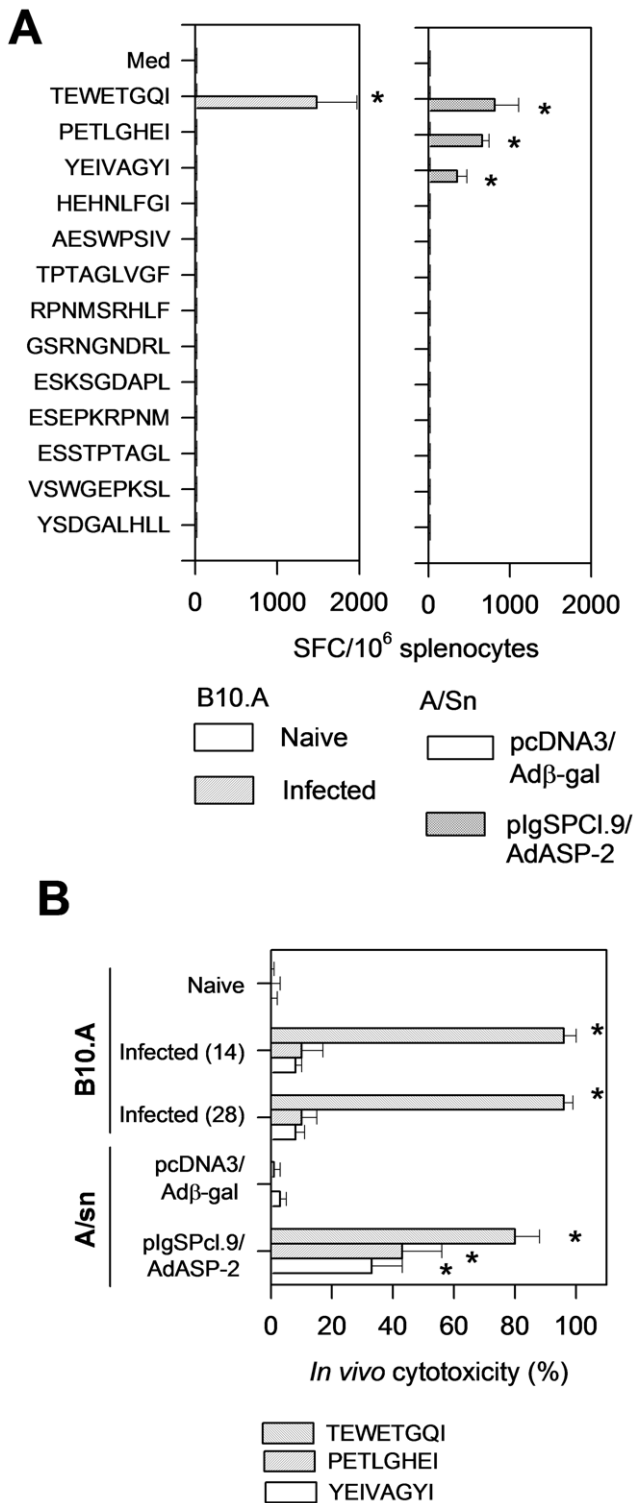 A
Med
TEWETGQI
PETLGHEI
YEIVAGYI
HEHNLFGI
AESWPSIV
TPTAGLVGF
RPNMSRHLF
GSRNGNDRL
ESKSGDAPL
ESEPKRPNM
ESSTPTAGL
VSWGEPKSL
YSDGALHLL
*
*
*
*
0 1000 2000 0 1000 2000
SFC/10⁶ splenocytes
B10.A
Naive
Infected
A/Sn
pcDNA3/
Adβ-gal
pIgSPCl.9/
AdASP-2
B
B10.A
Naive
Infected (14)
Infected (28)
A/sn
pcDNA3/
Adβ-gal
pIgSPcl.9/
AdASP-2
*
*
*
*
*
0 20 40 60 80 100
In vivo cytotoxicity (%)
TEWETGQI
PETLGHEI
YEIVAGYI